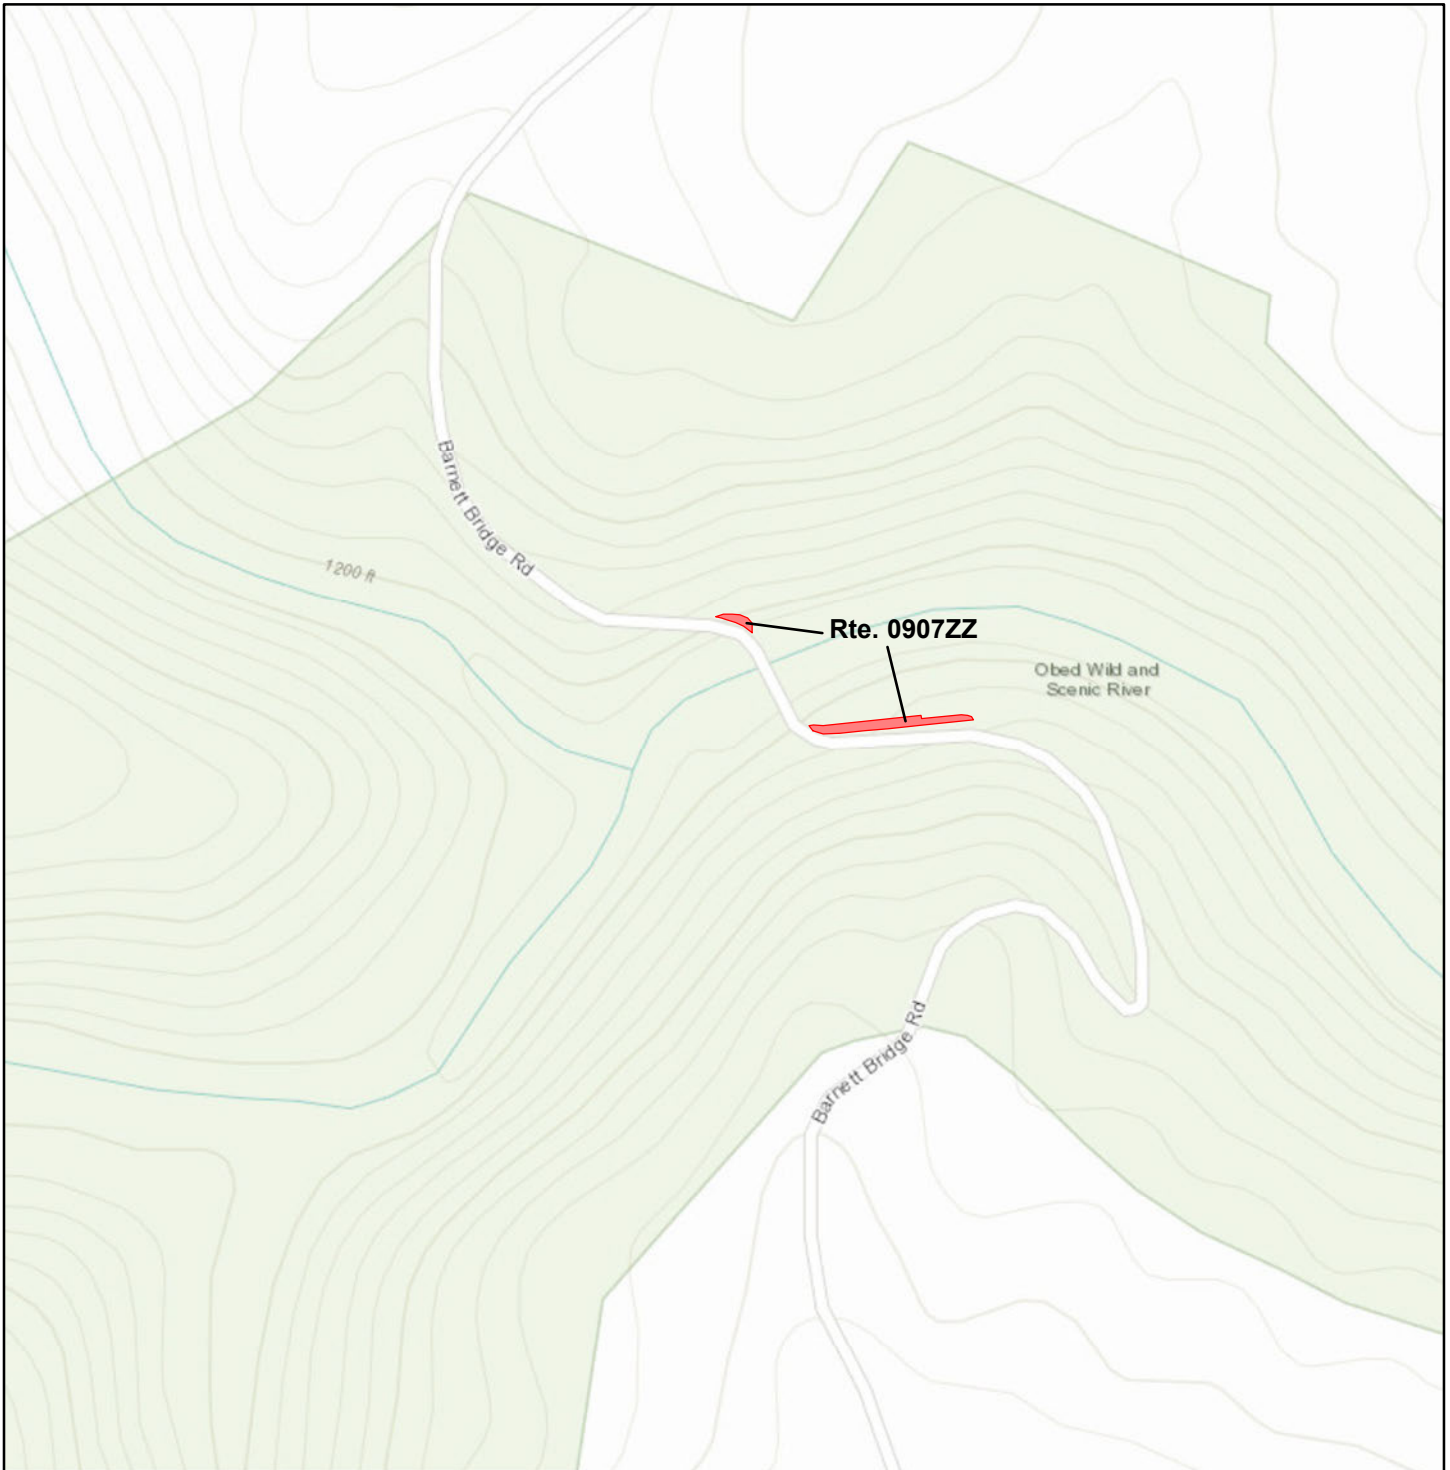 Barnett Bridge Rd
1200 ft
Rte. 0907ZZ
Obed Wild and
Scenic River
Barnett Bridge Rd